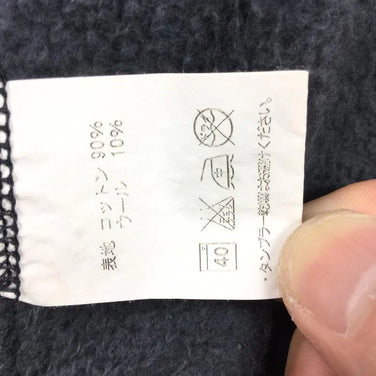 表地 コットン 90%
ウール 10%
40 中
・タンブラー乾燥はお避けください。